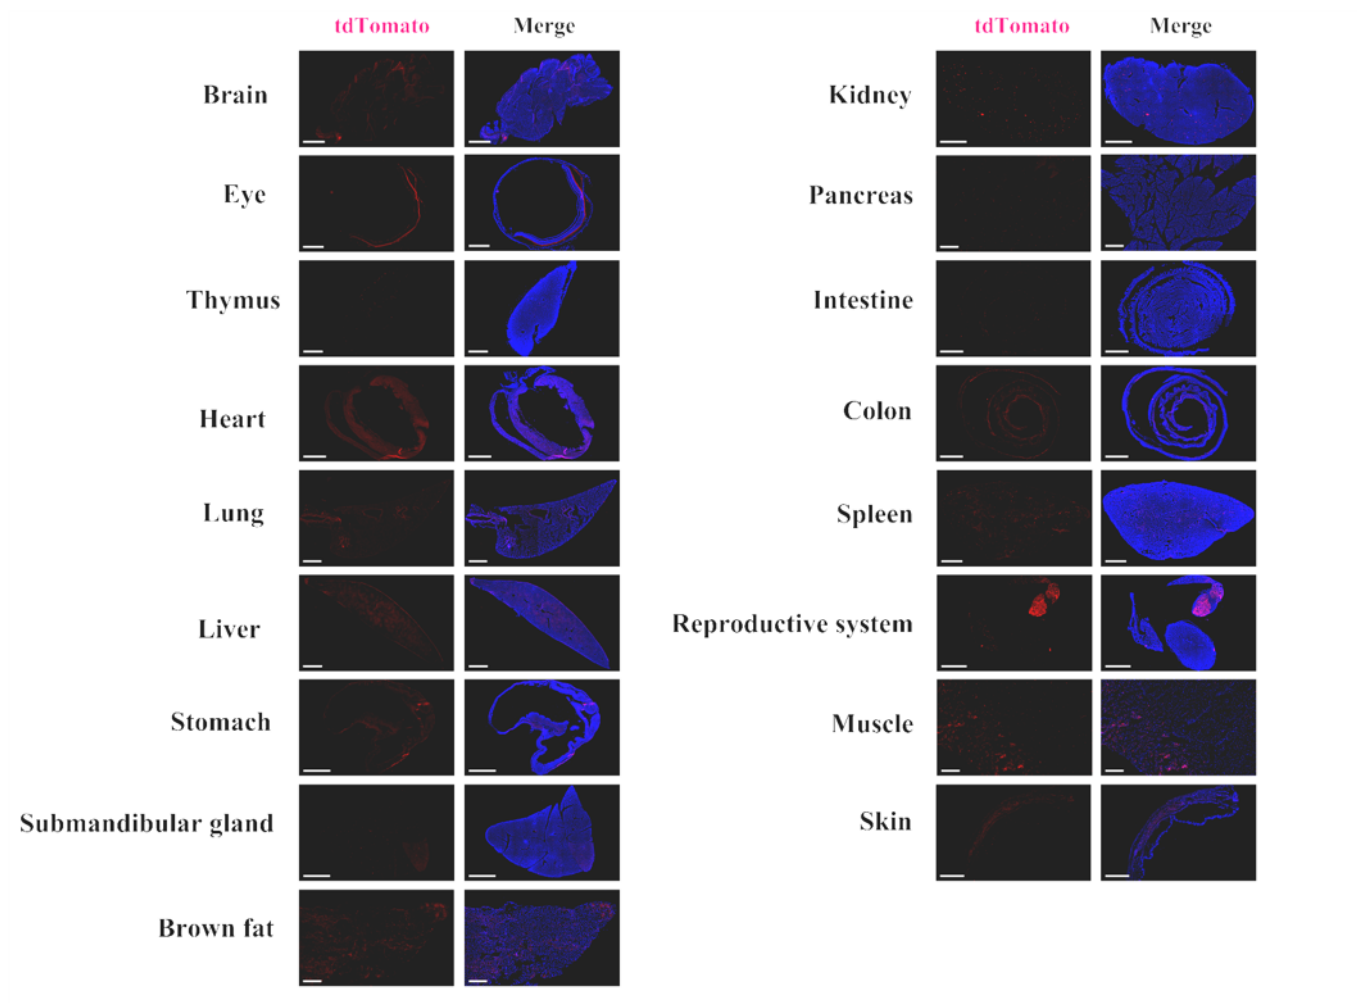 tdTomato Merge
Brain
Eye
Thymus
Heart
Lung
Liver
Stomach
Submandibular gland
Brown fat
tdTomato Merge
Kidney
Pancreas
Intestine
Colon
Spleen
Reproductive system
Muscle
Skin